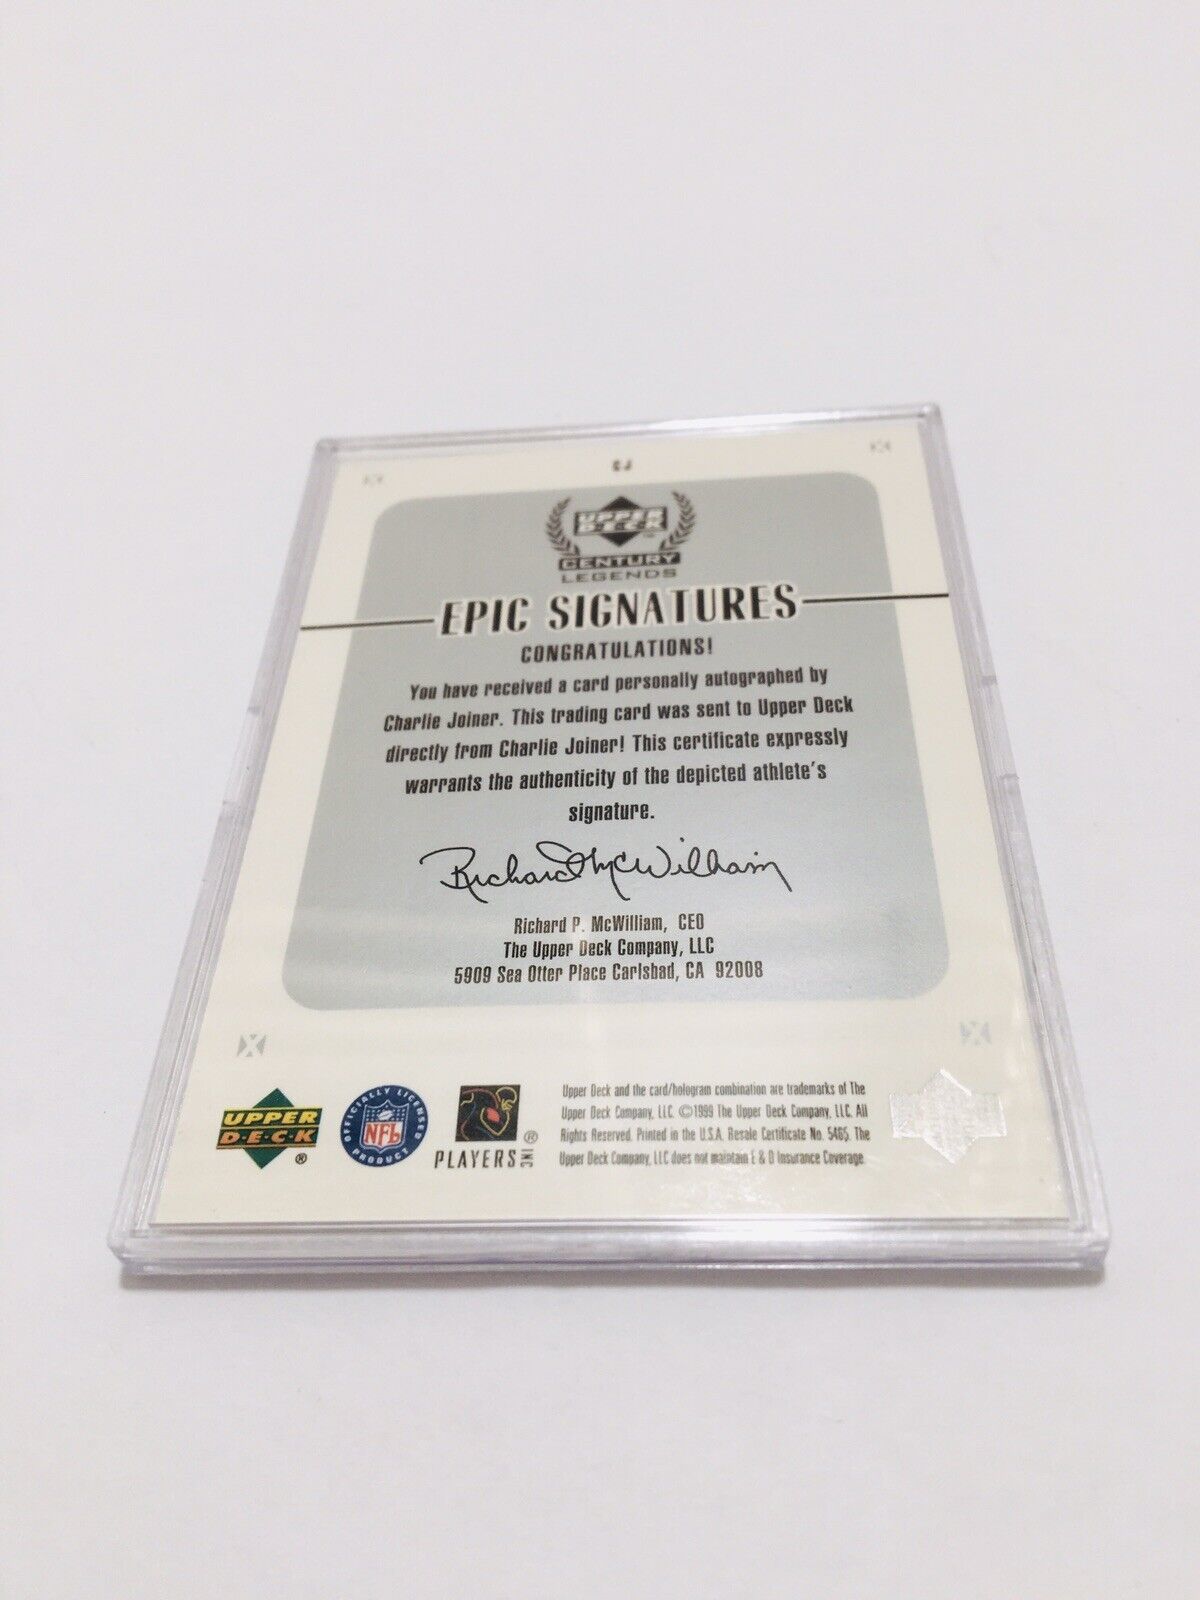 CJ
UPPER
D·E·C·K
CENTURY
LEGENDS
EPIC SIGNATURES
CONGRATULATIONS!
You have received a card personally autographed by
Charlie Joiner. This trading card was sent to Upper Deck
directly from Charlie Joiner! This certificate expressly
warrants the authenticity of the depicted athlete's
signature.
Richard McWilliam
Richard P. McWilliam, CEO
The Upper Deck Company, LLC
5909 Sea Otter Place Carlsbad, CA 92008
UPPER
D·E·C·K
®
OFFICIALLY LICENSED
NFL
PRODUCT
PLAYERS INC
®
Upper Deck and the card/hologram combination are trademarks of The
Upper Deck Company, LLC ©1999 The Upper Deck Company, LLC. All
Rights Reserved. Printed in the U.S.A. Resale Certificate No. 5465. The
Upper Deck Company, LLC does not maintain E & O Insurance Coverage.